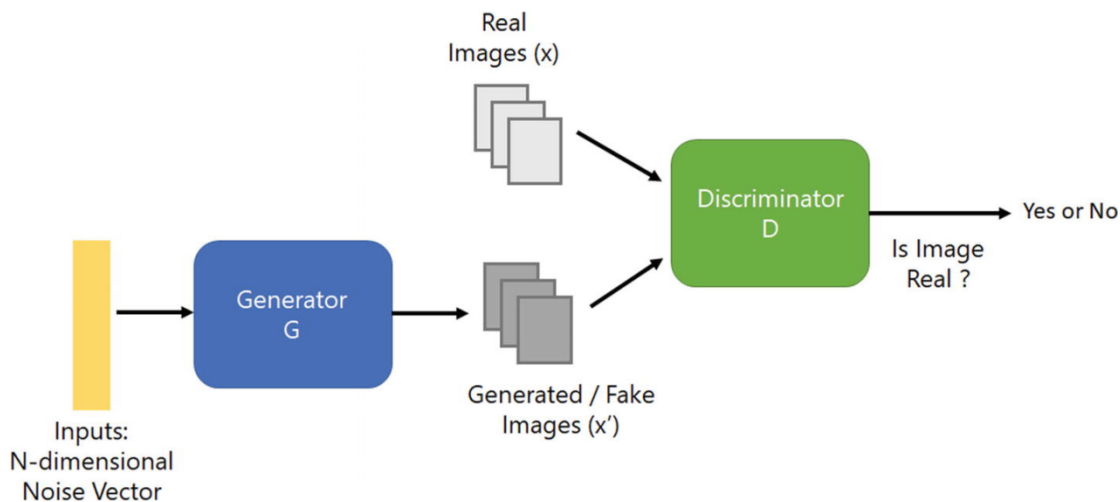 Real
Images (x)
Discriminator
D
Yes or No
Is Image
Real ?
Generator
G
Generated / Fake
Images (x’)
Inputs:
N-dimensional
Noise Vector